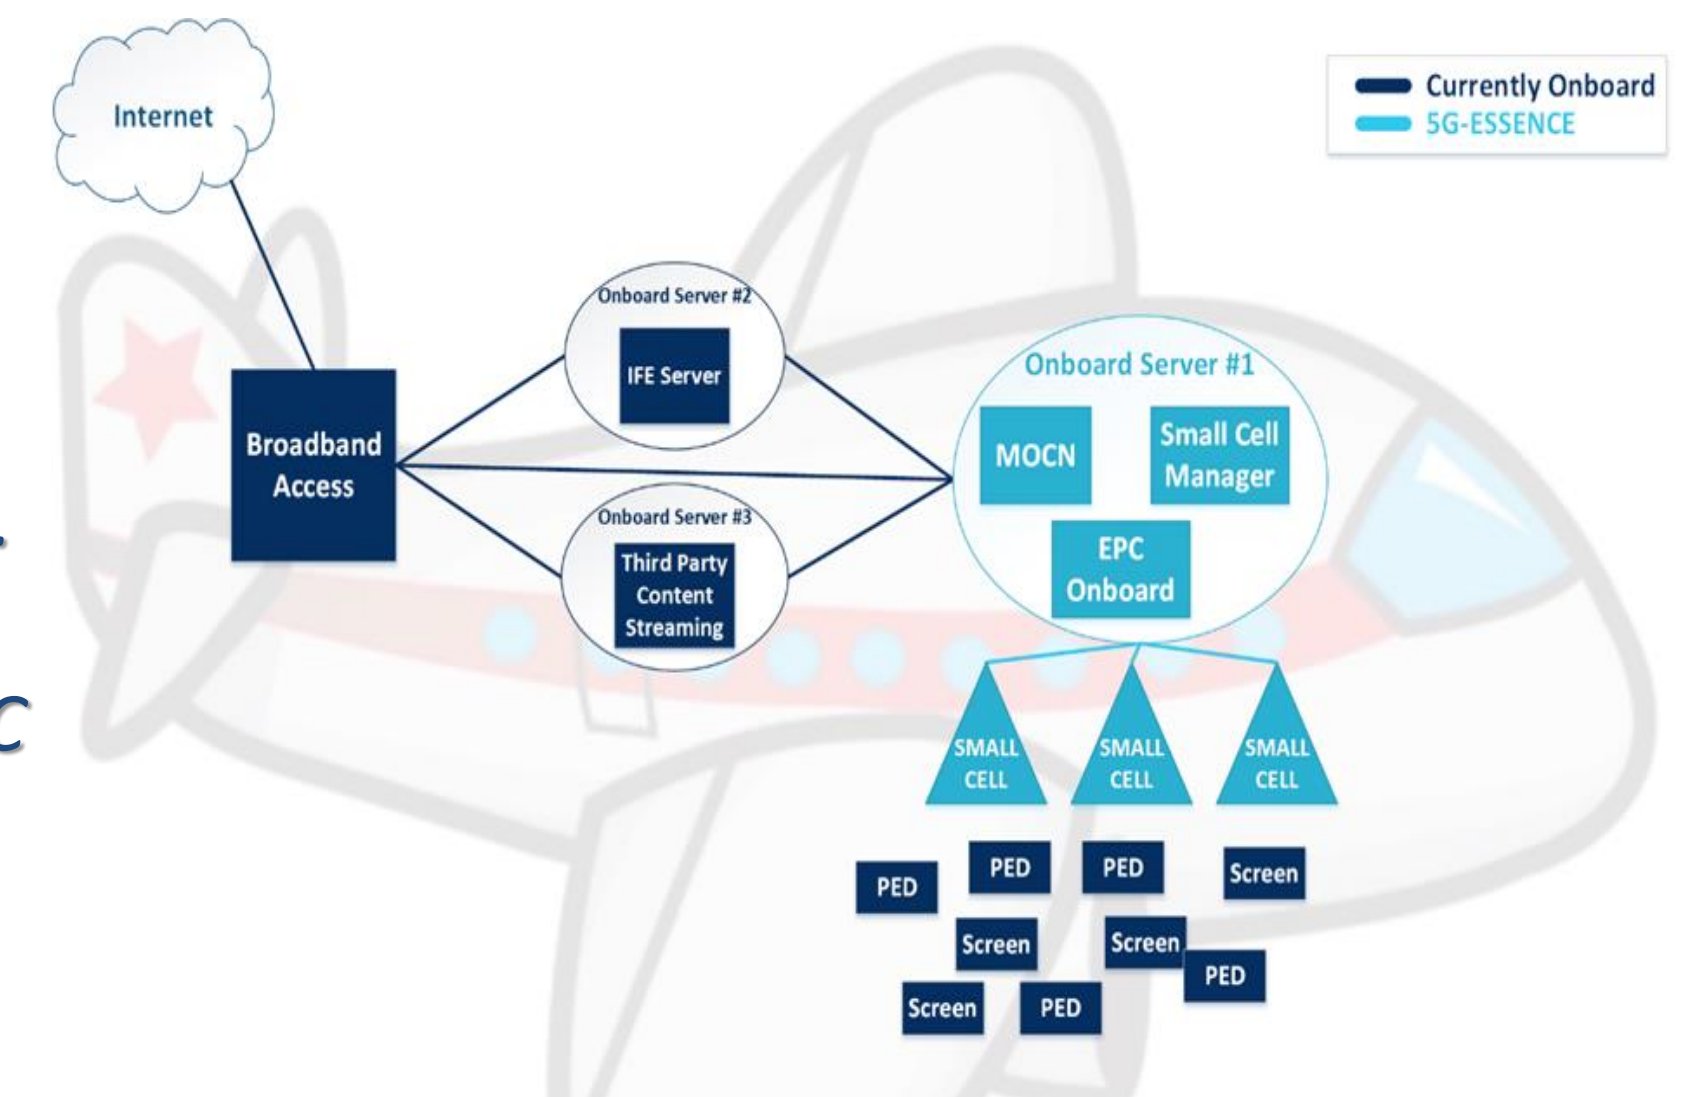 Internet
Currently Onboard
5G-ESSENCE
Onboard Server #2
IFE Server
Broadband
Access
Onboard Server #3
Third Party
Content
Streaming
Onboard Server #1
MOCN
Small Cell
Manager
EPC
Onboard
SMALL
CELL
SMALL
CELL
SMALL
CELL
PED
PED
PED
Screen
Screen
Screen
PED
Screen
PED
C